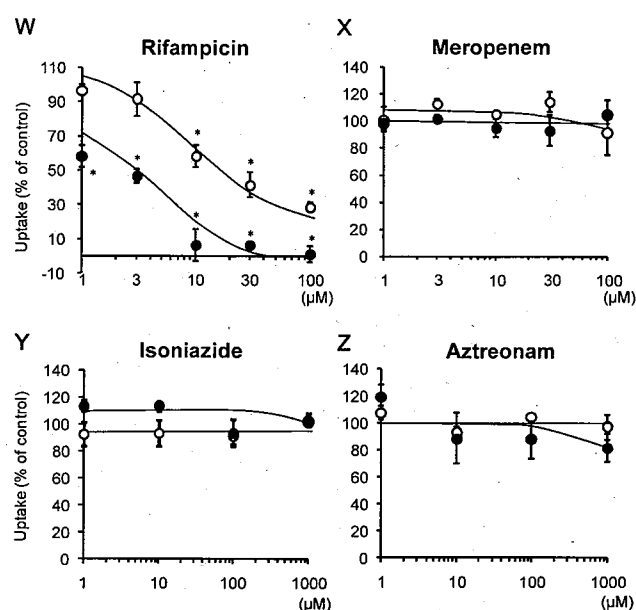 W
Rifampicin
Uptake (% of control)
110
90
70
50
30
10
-10
* * * * * * * *
1 3 10 30 100
(μM)
X
Meropenem
140
120
100
80
60
40
20
0
1 3 10 30 100
(μM)
Y
Isoniazide
Uptake (% of control)
140
120
100
80
60
40
20
0
1 10 100 1000
(μM)
Z
Aztreonam
140
120
100
80
60
40
20
0
1 10 100 1000
(μM)